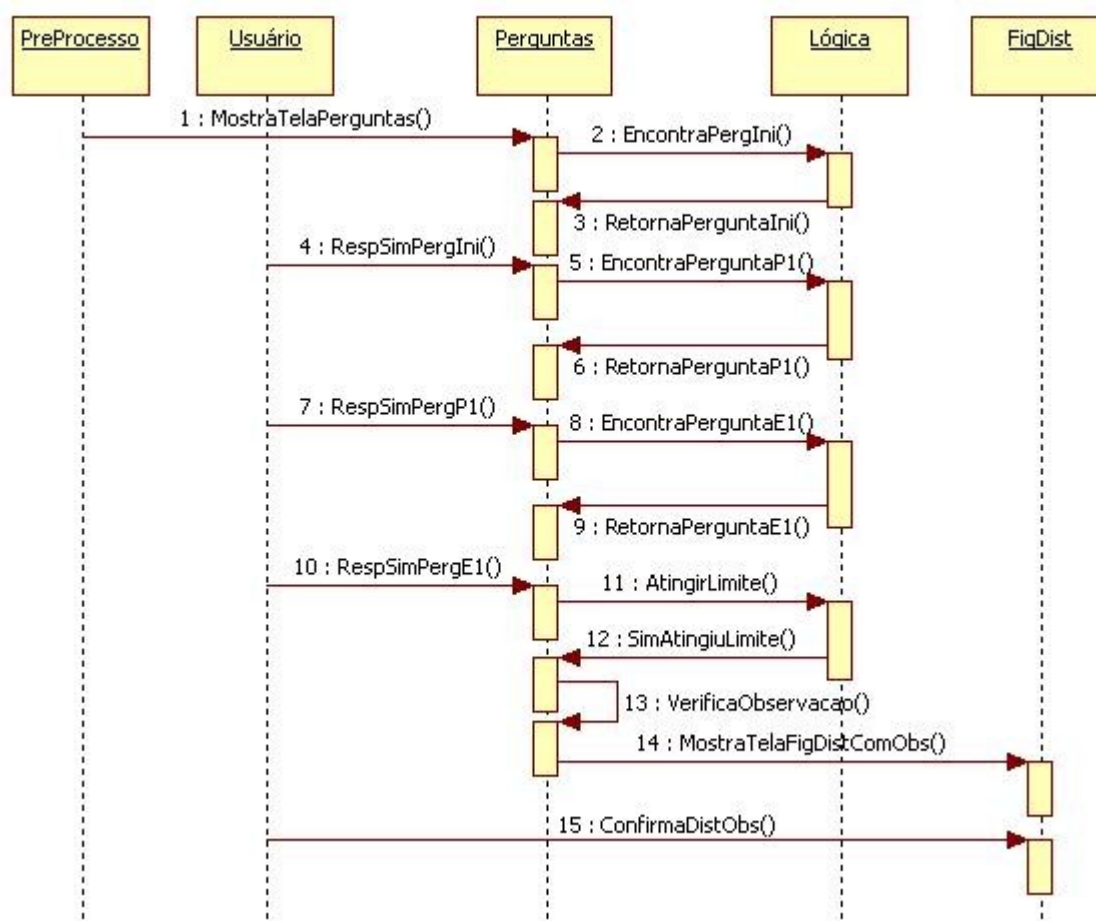 PreProcesso
Usuário
Perguntas
Lógica
FigDist
1 : MostraTelaPerguntas()
2 : EncontraPergIni()
3 : RetornaPerguntaIni()
4 : RespSimPergIni()
5 : EncontraPerguntaP1()
6 : RetornaPerguntaP1()
7 : RespSimPergP1()
8 : EncontraPerguntaE1()
9 : RetornaPerguntaE1()
10 : RespSimPergE1()
11 : AtingirLimite()
12 : SimAtingiuLimite()
13 : VerificaObservacao()
14 : MostraTelaFigDistComObs()
15 : ConfirmaDistObs()